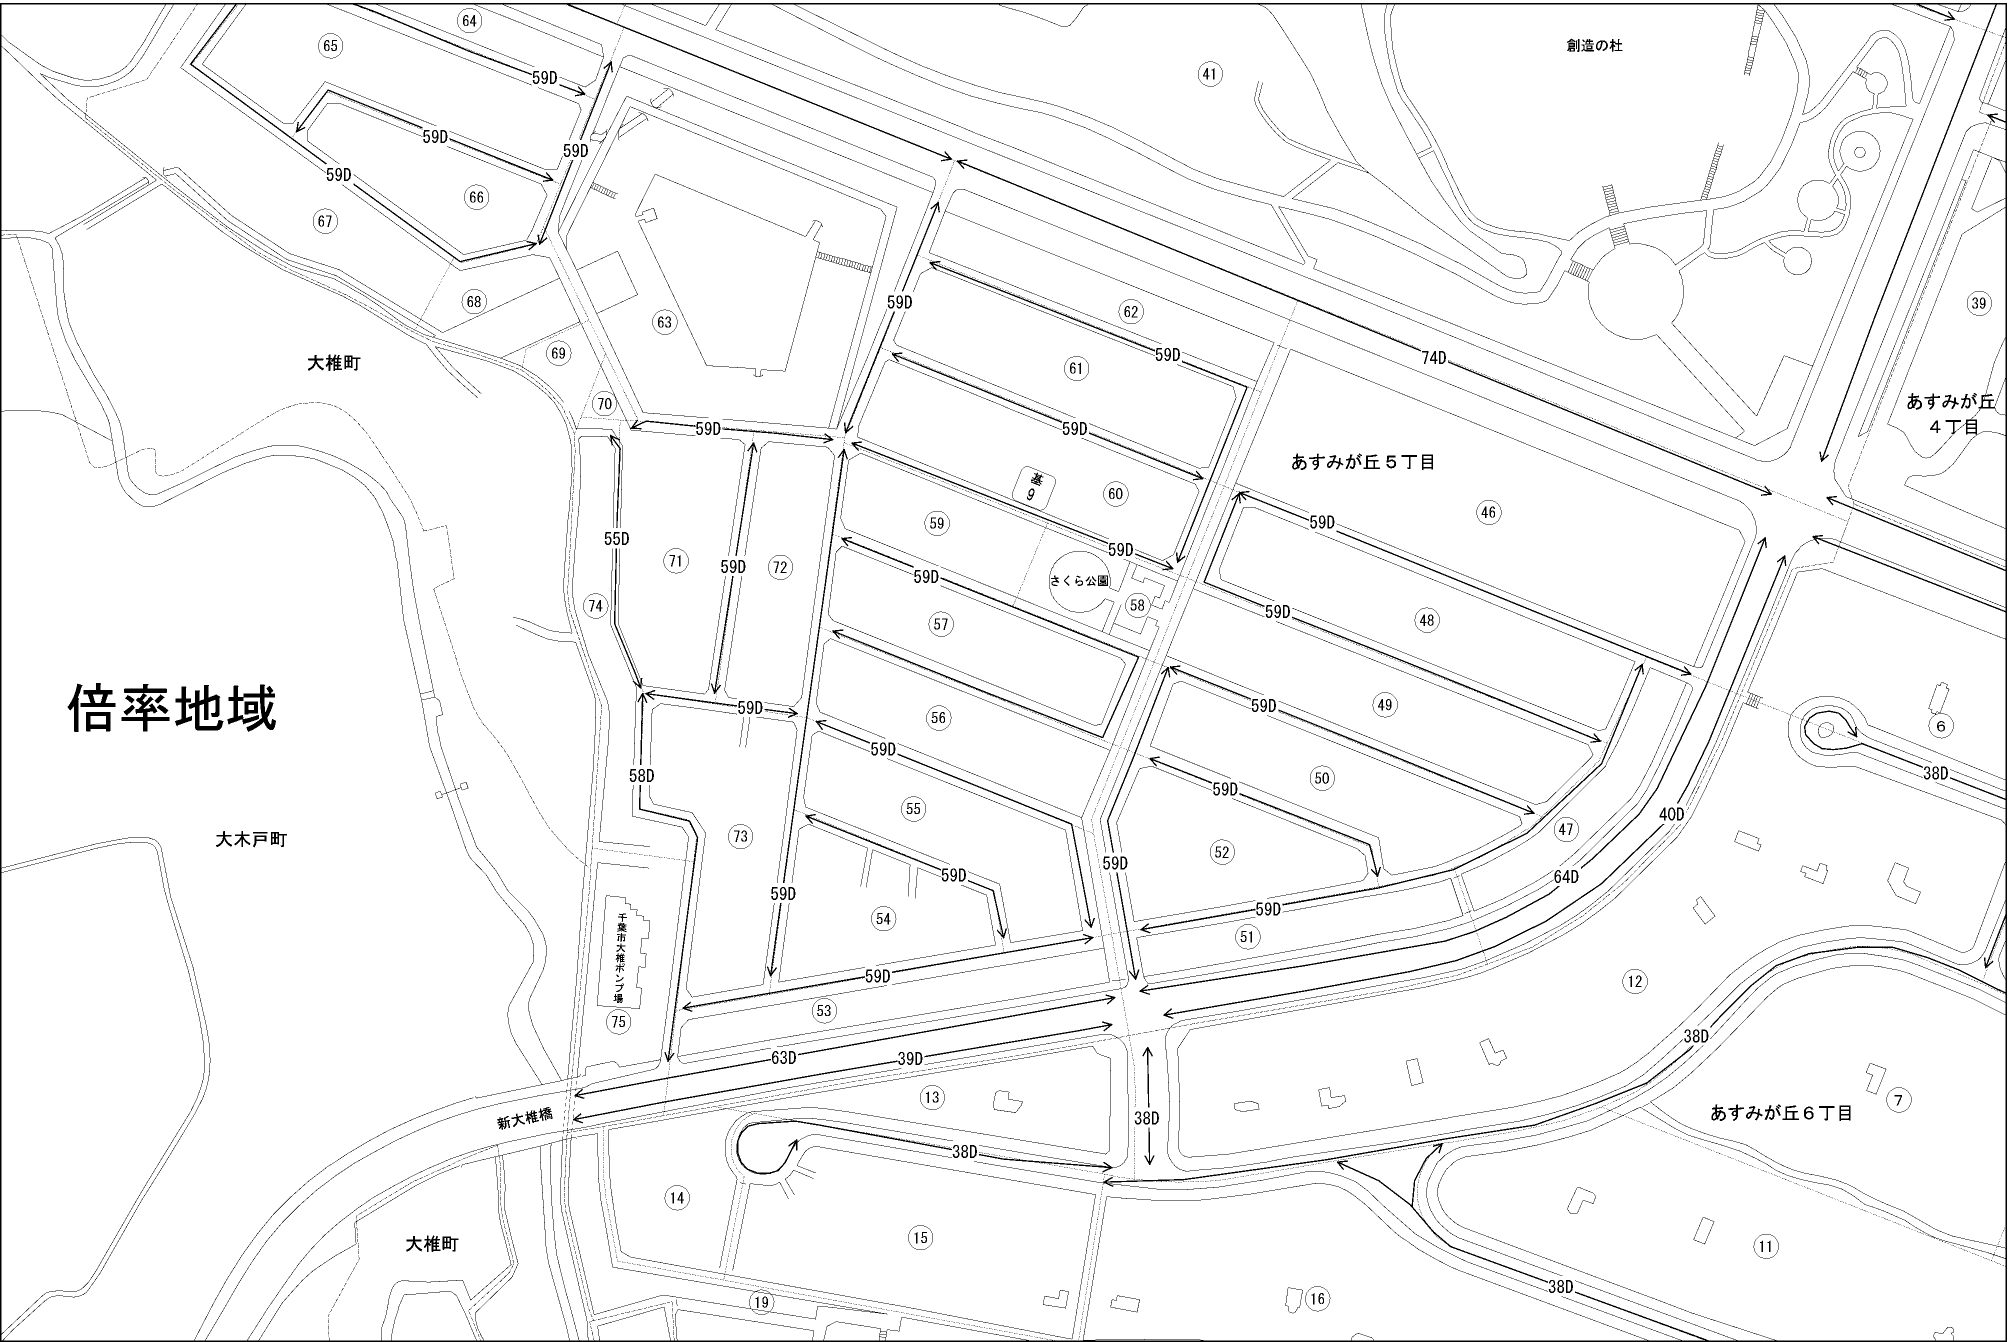 64
65
創造の杜
41
59D
59D
59D
59D
66
67
68
59D
62
39
63
69
59D
74D
61
大椎町
70
あすみが丘
４丁目
59D
59D
あすみが丘５丁目
基
9
60
46
59
59D
55D
71
59D
72
59D
59D
さくら公園
74
58
59D
57
48
倍率地域
59D
59D
49
56
6
59D
58D
59D
50
38D
55
40D
大木戸町
73
47
52
59D
59D
59D
64D
54
59D
千葉市大椎ポンプ場
51
59D
12
53
75
38D
63D
39D
7
新大椎橋
13
38D
あすみが丘６丁目
38D
14
15
大椎町
11
38D
19
16